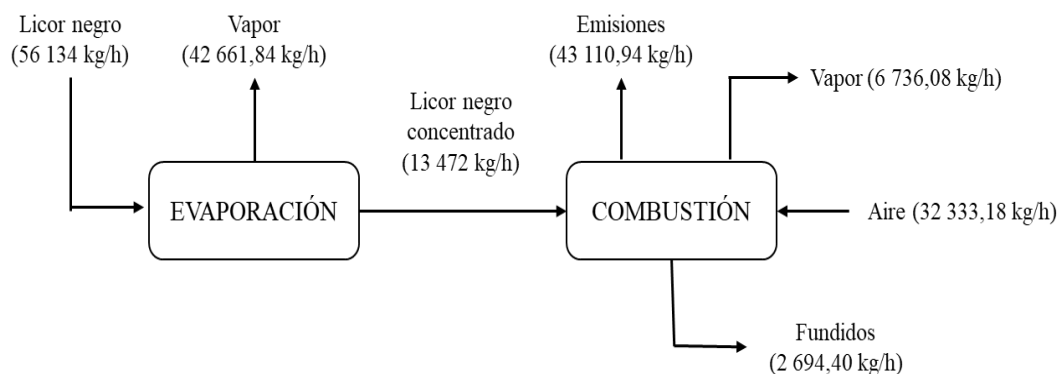 Licor negro
(56 134 kg/h)
Vapor
(42 661,84 kg/h)
Emisiones
(43 110,94 kg/h)
Vapor (6 736,08 kg/h)
Licor negro
concentrado
(13 472 kg/h)
EVAPORACIÓN
COMBUSTIÓN
Aire (32 333,18 kg/h)
Fundidos
(2 694,40 kg/h)